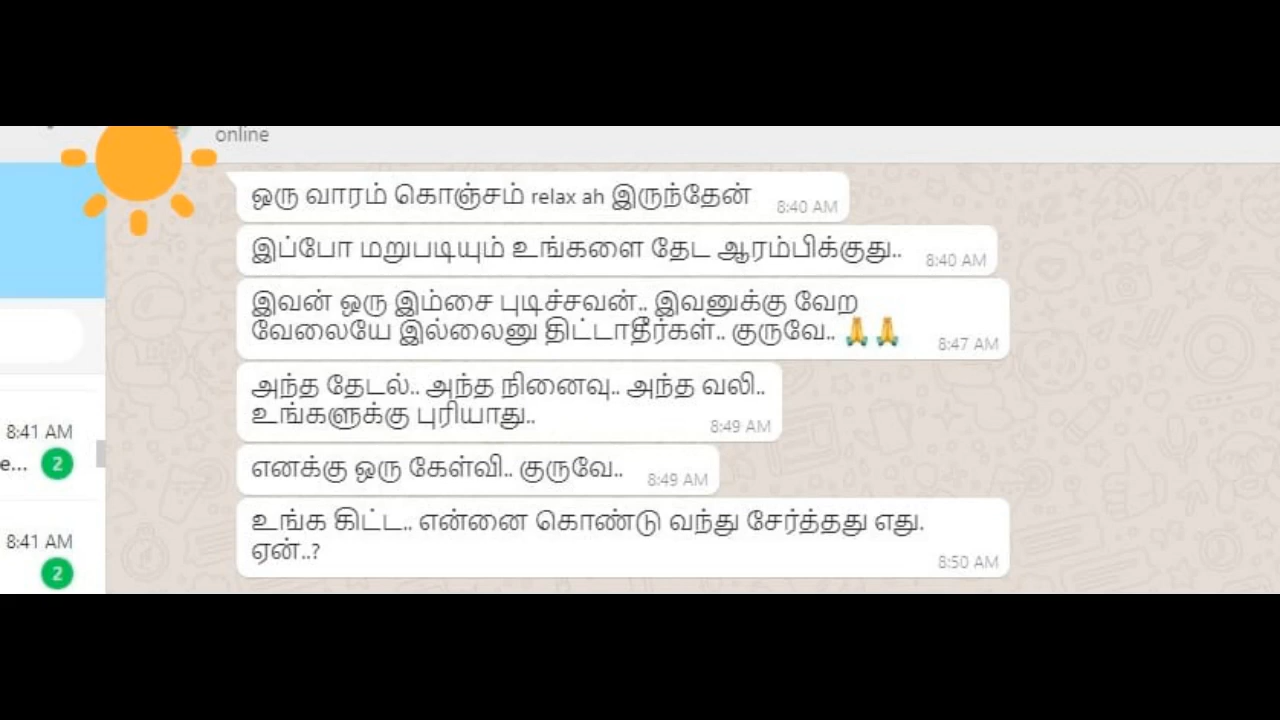 online
ஒரு வாரம் கொஞ்சம் relax ah இருந்தேன்
8:40 AM
இப்போ மறுபடியும் உங்களை தேட ஆரம்பிக்குது..
8:40 AM
இவன் ஒரு இம்சை புடிச்சவன்.. இவனுக்கு வேற
வேலையே இல்லைனு திட்டாதீர்கள்.. குருவே.. 🙏🙏
8:47 AM
அந்த தேடல்.. அந்த நினைவு.. அந்த வலி..
உங்களுக்கு புரியாது..
8:49 AM
எனக்கு ஒரு கேள்வி.. குருவே..
8:49 AM
உங்க கிட்ட.. என்னை கொண்டு வந்து சேர்த்தது எது.
ஏன்..?
8:50 AM
8:41 AM
e...
2
8:41 AM
2